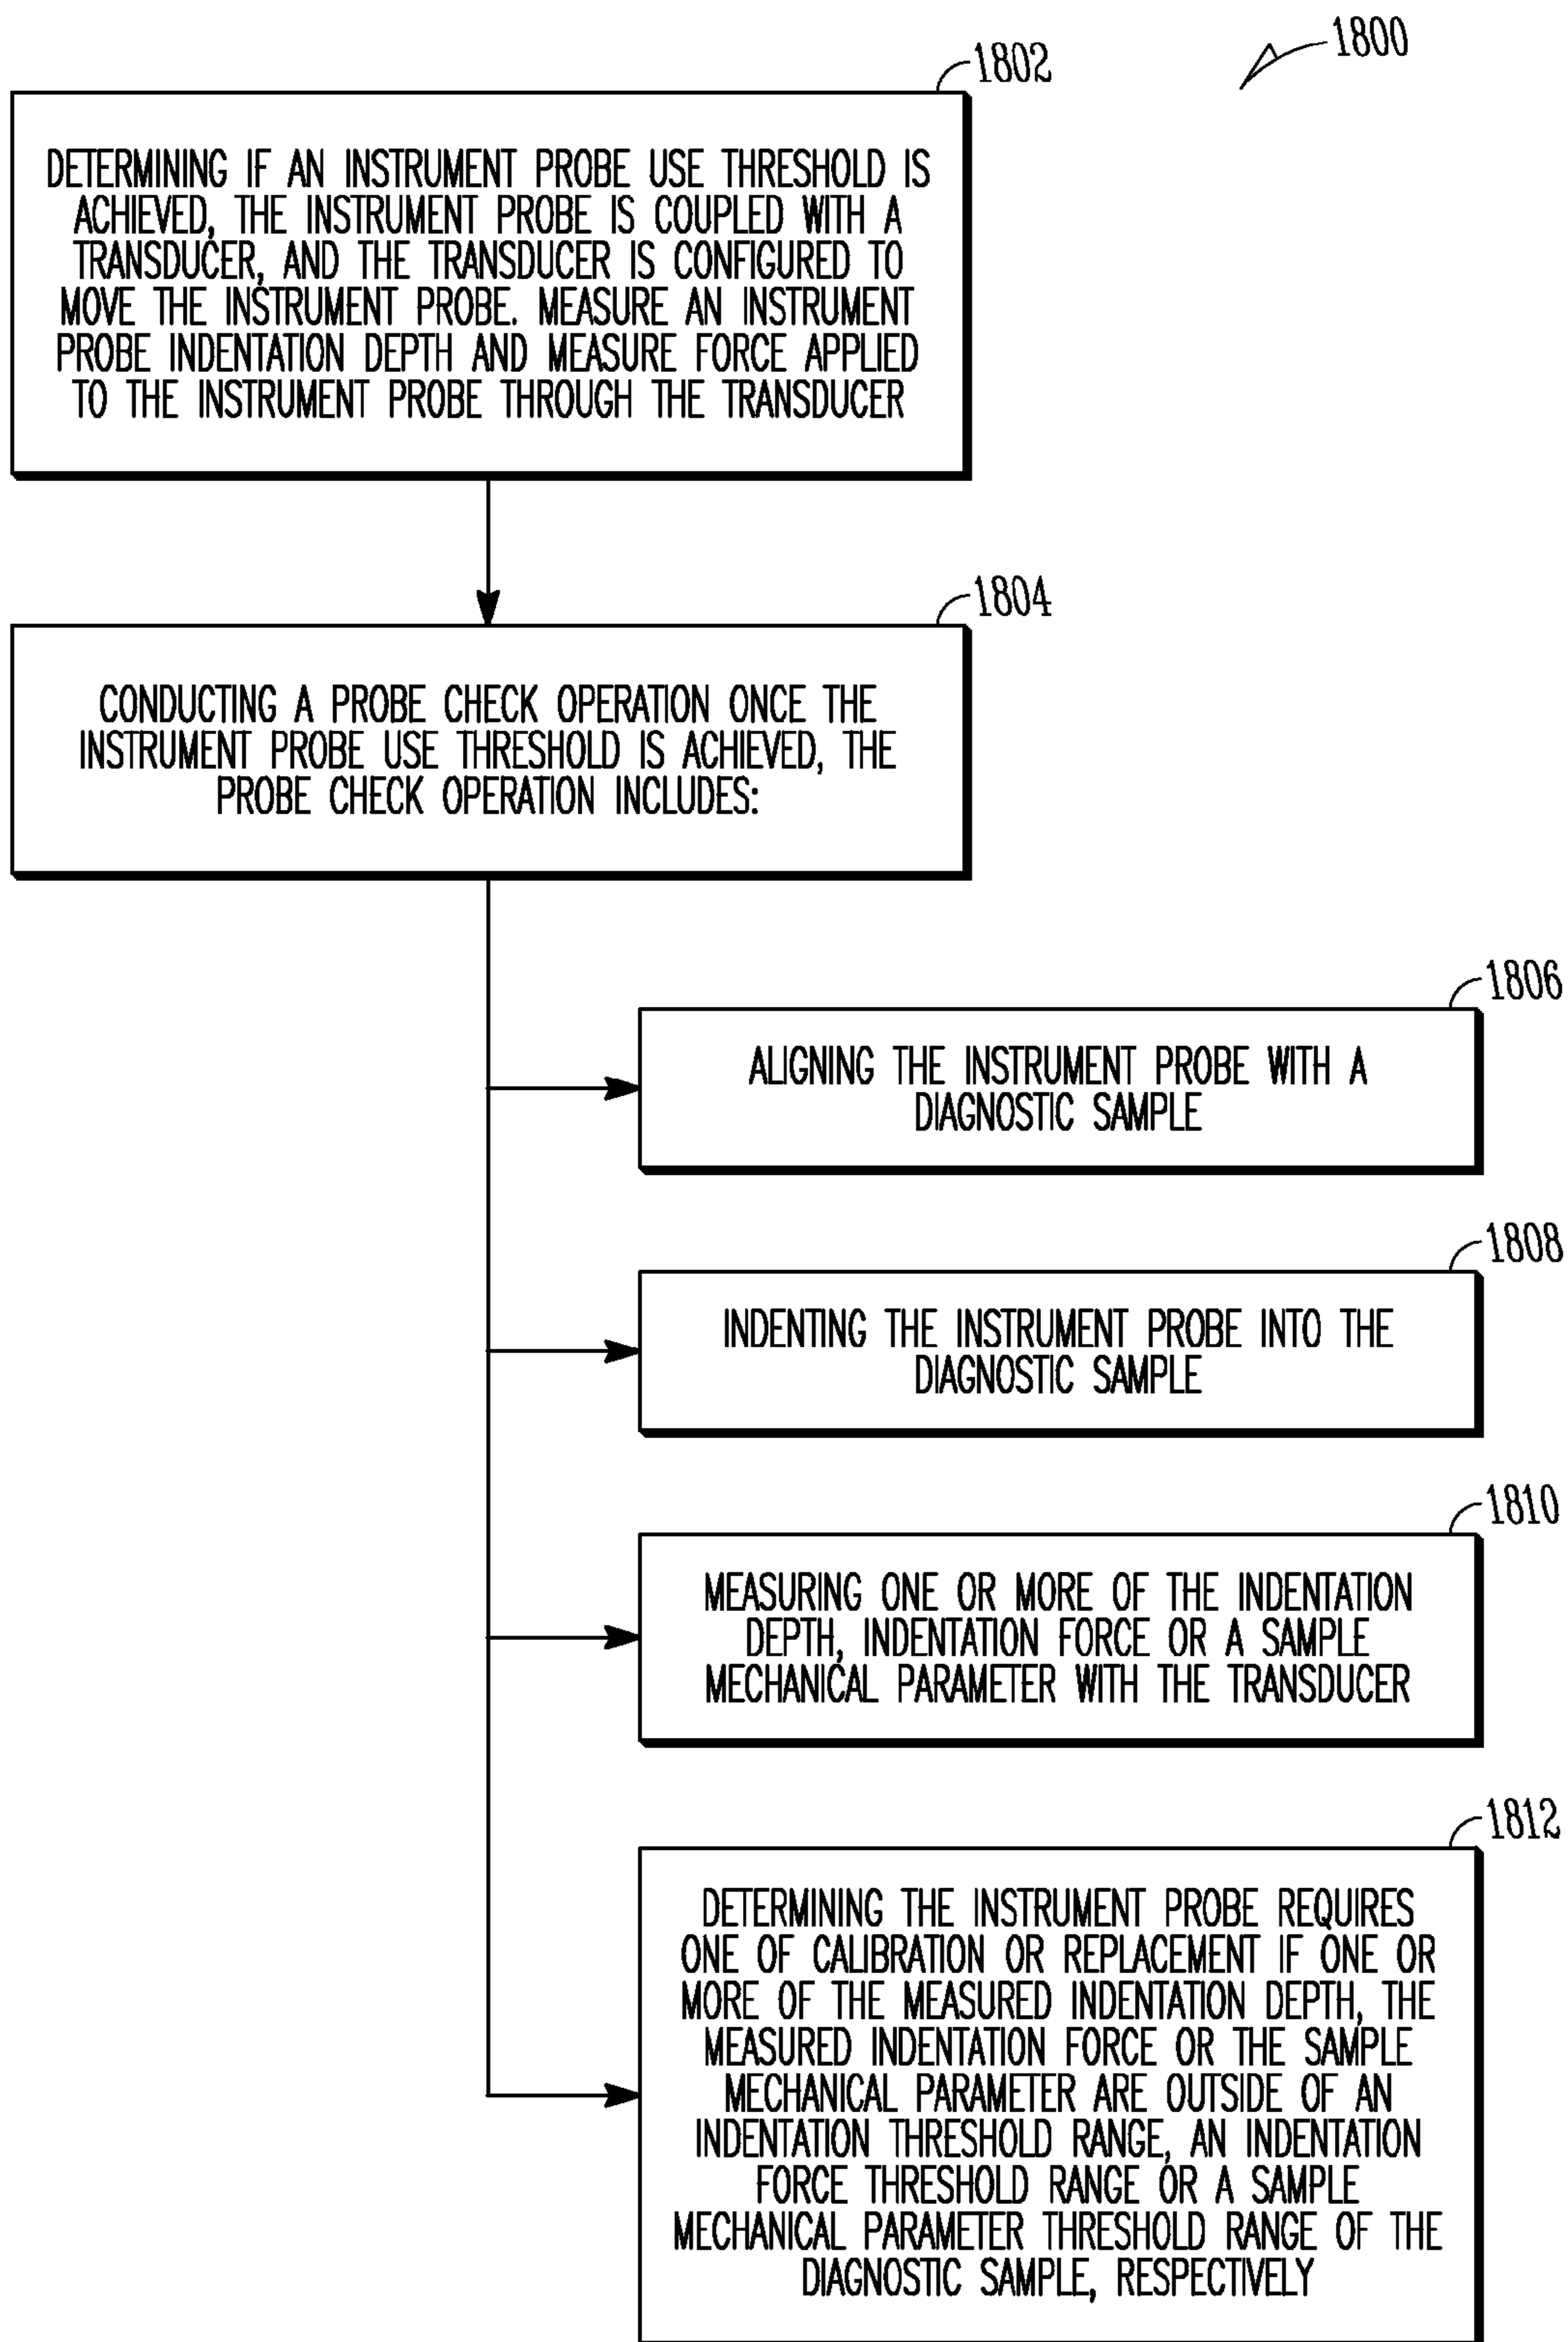 1800
1802
DETERMINING IF AN INSTRUMENT PROBE USE THRESHOLD IS
ACHIEVED, THE INSTRUMENT PROBE IS COUPLED WITH A
TRANSDUCER, AND THE TRANSDUCER IS CONFIGURED TO
MOVE THE INSTRUMENT PROBE. MEASURE AN INSTRUMENT
PROBE INDENTATION DEPTH AND MEASURE FORCE APPLIED
TO THE INSTRUMENT PROBE THROUGH THE TRANSDUCER
1804
CONDUCTING A PROBE CHECK OPERATION ONCE THE
INSTRUMENT PROBE USE THRESHOLD IS ACHIEVED, THE
PROBE CHECK OPERATION INCLUDES:
1806
ALIGNING THE INSTRUMENT PROBE WITH A
DIAGNOSTIC SAMPLE
1808
INDENTING THE INSTRUMENT PROBE INTO THE
DIAGNOSTIC SAMPLE
1810
MEASURING ONE OR MORE OF THE INDENTATION
DEPTH, INDENTATION FORCE OR A SAMPLE
MECHANICAL PARAMETER WITH THE TRANSDUCER
1812
DETERMINING THE INSTRUMENT PROBE REQUIRES
ONE OF CALIBRATION OR REPLACEMENT IF ONE OR
MORE OF THE MEASURED INDENTATION DEPTH, THE
MEASURED INDENTATION FORCE OR THE SAMPLE
MECHANICAL PARAMETER ARE OUTSIDE OF AN
INDENTATION THRESHOLD RANGE, AN INDENTATION
FORCE THRESHOLD RANGE OR A SAMPLE
MECHANICAL PARAMETER THRESHOLD RANGE OF THE
DIAGNOSTIC SAMPLE, RESPECTIVELY